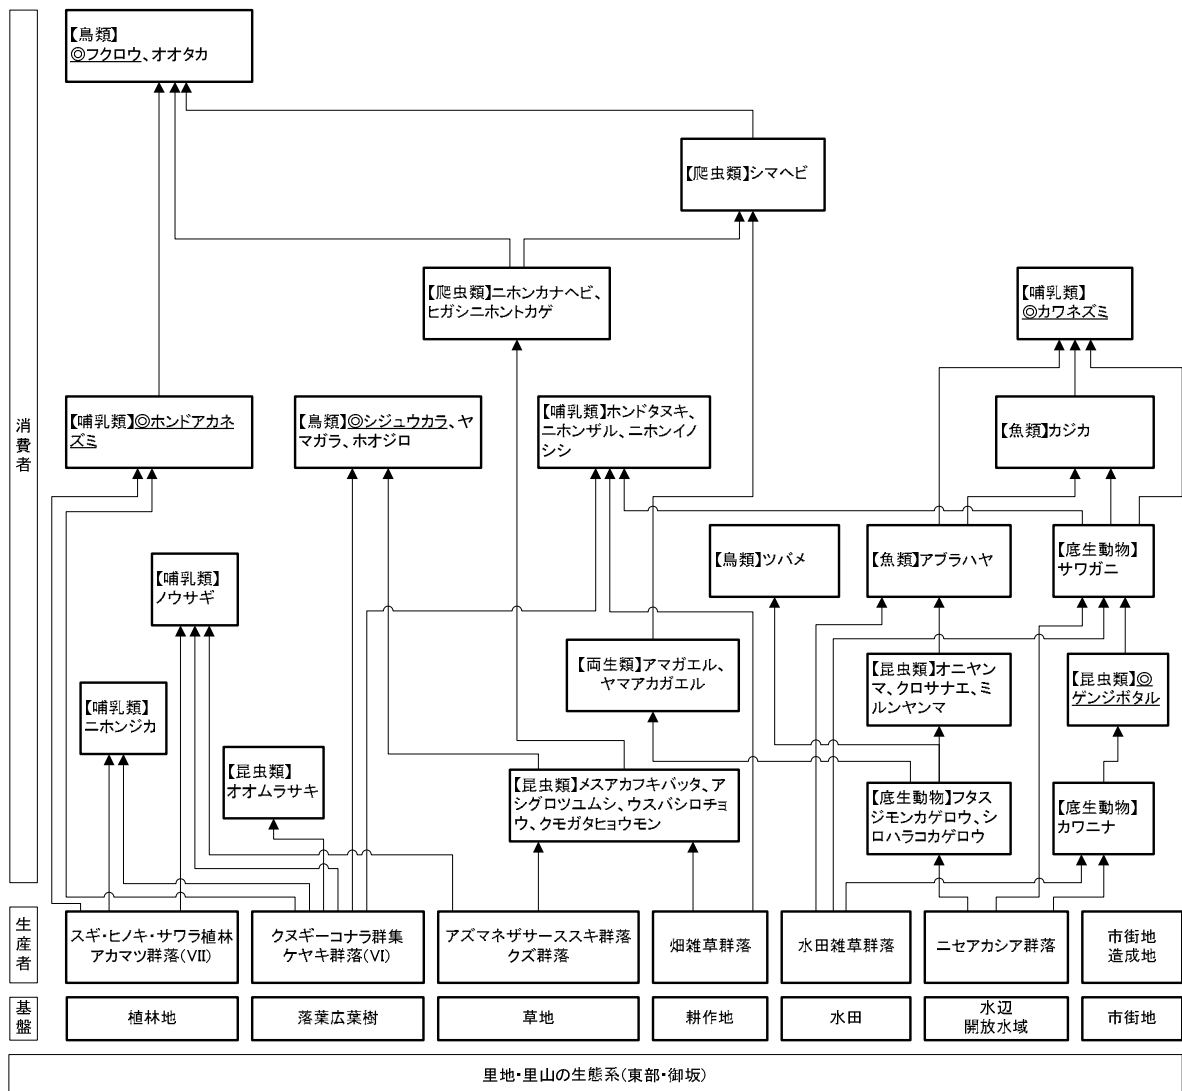 【鳥類】
◎フクロウ、オオタカ
【爬虫類】シマヘビ
【爬虫類】ニホンカナヘビ、
ヒガシニホントカゲ
【哺乳類】
◎カワネズミ
消費者
【哺乳類】◎ホンドアカネ
ズミ
【鳥類】◎シジュウカラ、ヤ
マガラ、ホオジロ
【哺乳類】ホンドタヌキ、
ニホンザル、ニホンイノ
シシ
【魚類】カジカ
【哺乳類】
ノウサギ
【鳥類】ツバメ
【魚類】アブラハヤ
【底生動物】
サワガニ
【哺乳類】
ニホンジカ
【両生類】アマガエル、
ヤマアカガエル
【昆虫類】オニヤン
マ、クロサナエ、ミ
ルンヤンマ
【昆虫類】◎
ゲンジボタル
【昆虫類】
オオムラサキ
【昆虫類】メスアカフキバッタ、ア
シグロツユムシ、ウスバシロチョ
ウ、クモガタヒョウモン
【底生動物】フタス
ジモンカゲロウ、シ
ロハラコカゲロウ
【底生動物】
カワニナ
生産者
スギ・ヒノキ・サワラ植林
アカマツ群落(VII)
クヌギーコナラ群集
ケヤキ群落(VI)
アズマネザサーススキ群落
クズ群落
畑雑草群落
水田雑草群落
ニセアカシア群落
市街地
造成地
基盤
植林地
落葉広葉樹
草地
耕作地
水田
水辺
開放水域
市街地
里地・里山の生態系(東部・御坂)